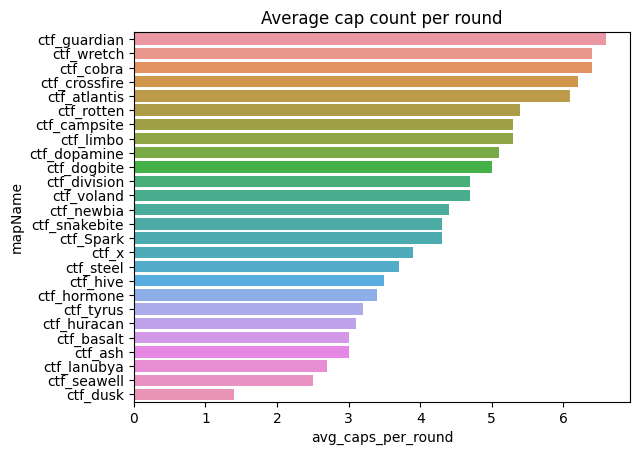 Average cap count per round
mapName
ctf_guardian
ctf_wretch
ctf_cobra
ctf_crossfire
ctf_atlantis
ctf_rotten
ctf_campsite
ctf_limbo
ctf_dopamine
ctf_dogbite
ctf_division
ctf_voland
ctf_newbia
ctf_snakebite
ctf_Spark
ctf_x
ctf_steel
ctf_hive
ctf_hormone
ctf_tyrus
ctf_huracan
ctf_basalt
ctf_ash
ctf_lanubya
ctf_seawell
ctf_dusk
0 1 2 3 4 5 6
avg_caps_per_round